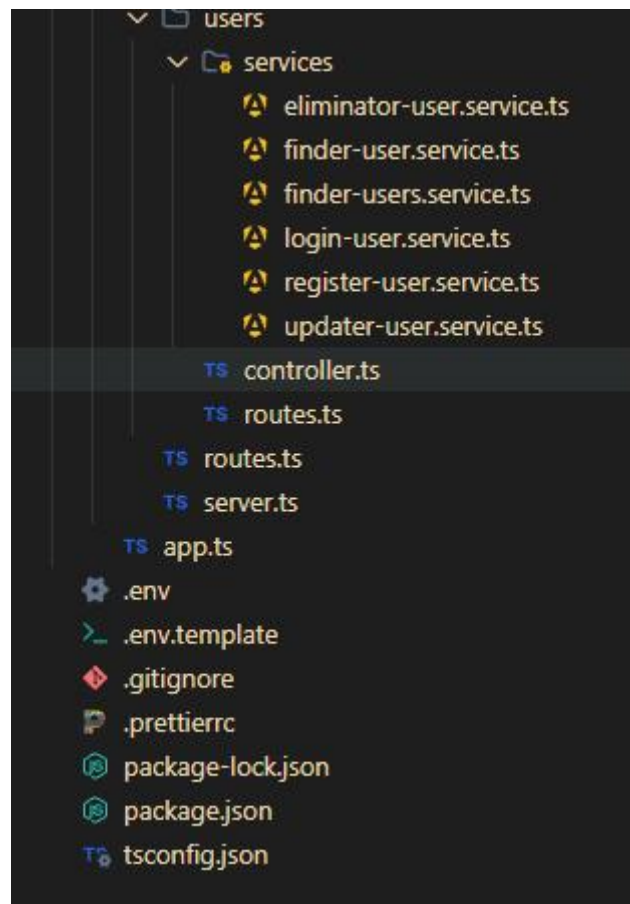 users
services
eliminator-user.service.ts
finder-user.service.ts
finder-users.service.ts
login-user.service.ts
register-user.service.ts
updater-user.service.ts
TS controller.ts
TS routes.ts
TS routes.ts
TS server.ts
TS app.ts
.env
.env.template
.gitignore
.prettierrc
package-lock.json
package.json
TS tsconfig.json